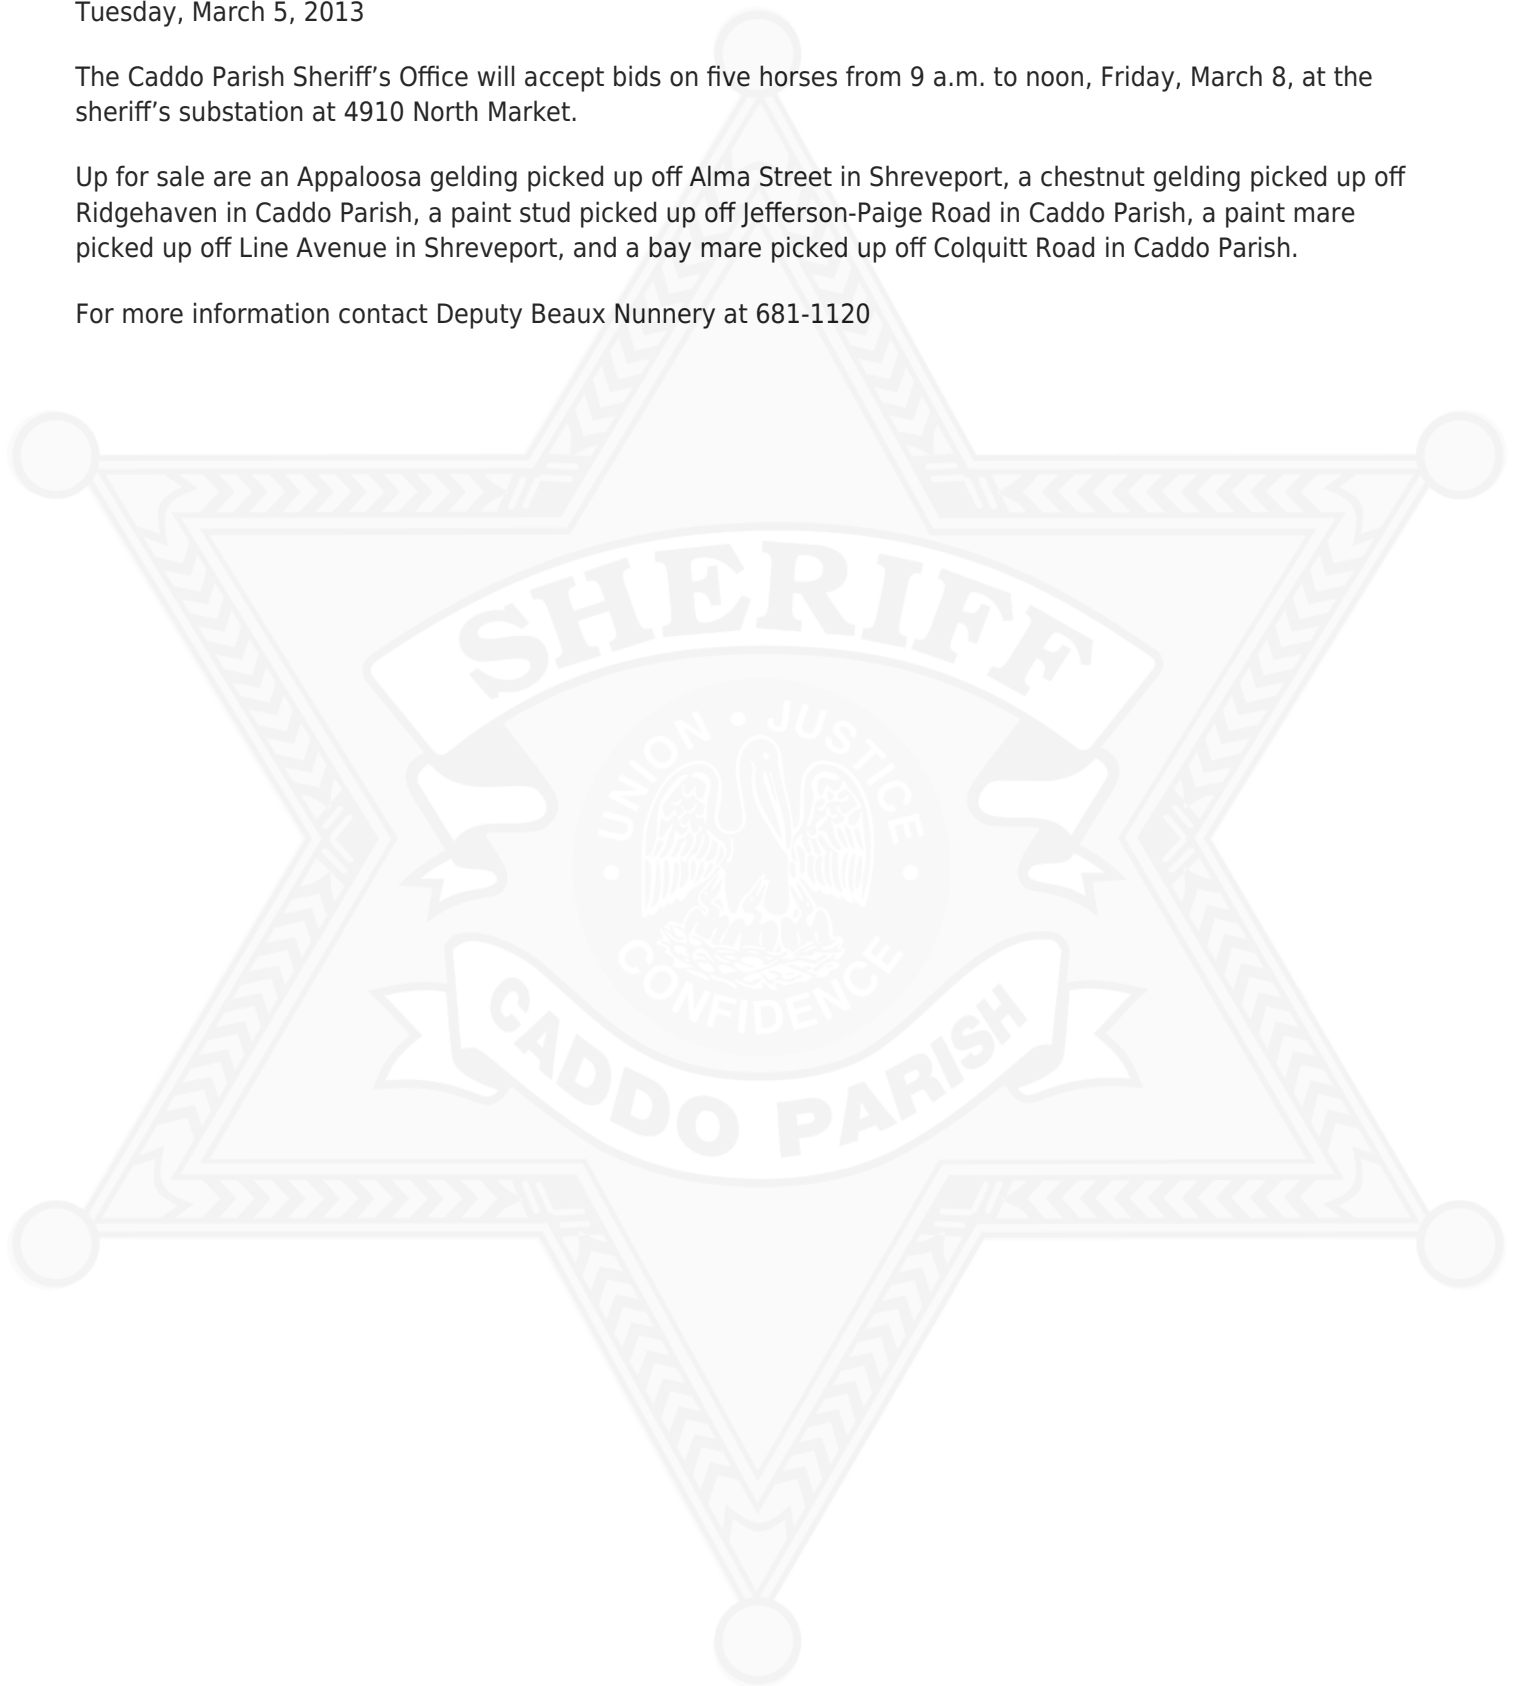 Tuesday, March 5, 2013
The Caddo Parish Sheriff’s Office will accept bids on five horses from 9 a.m. to noon, Friday, March 8, at the
sheriff’s substation at 4910 North Market.
Up for sale are an Appaloosa gelding picked up off Alma Street in Shreveport, a chestnut gelding picked up off
Ridgehaven in Caddo Parish, a paint stud picked up off Jefferson-Paige Road in Caddo Parish, a paint mare
picked up off Line Avenue in Shreveport, and a bay mare picked up off Colquitt Road in Caddo Parish.
For more information contact Deputy Beaux Nunnery at 681-1120
SHERIFF
UNION • JUSTICE
• CONFIDENCE •
CADDO PARISH